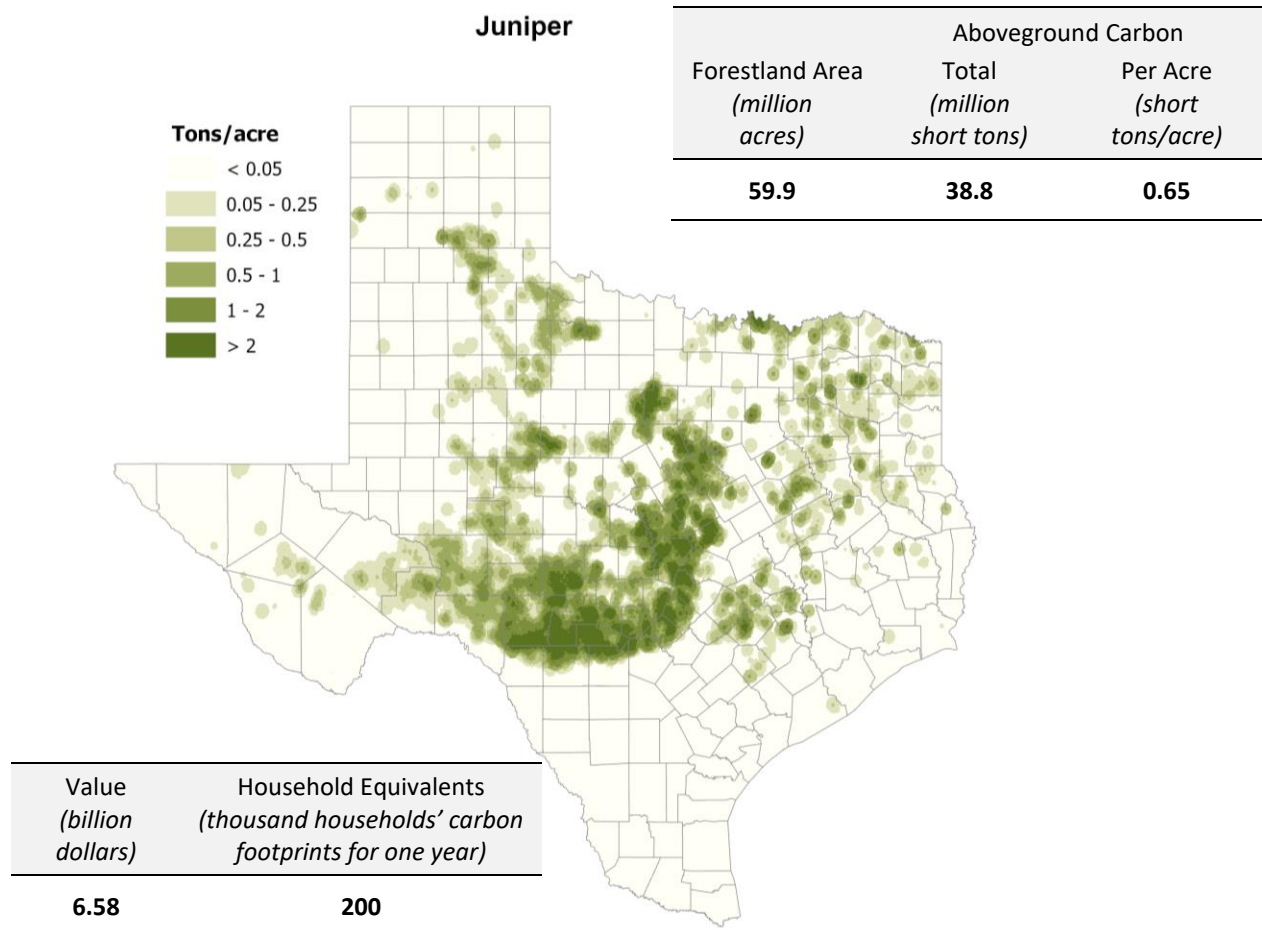 Juniper
Aboveground Carbon
Forestland Area Total Per Acre
(million (million (short
acres) short tons) tons/acre)
59.9 38.8 0.65
Tons/acre
< 0.05
0.05 - 0.25
0.25 - 0.5
0.5 - 1
1 - 2
> 2
Value Household Equivalents
(billion (thousand households’ carbon
dollars) footprints for one year)
6.58 200